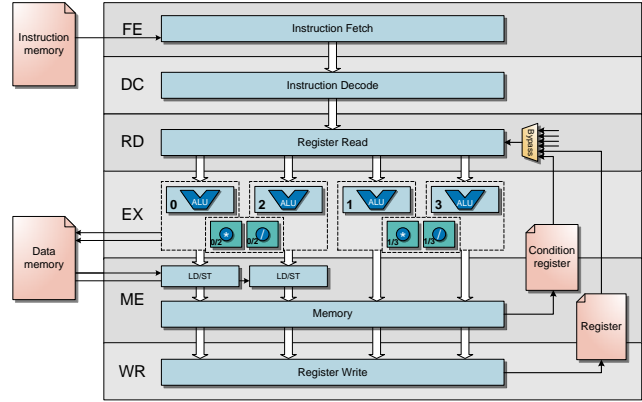 FE
Instruction Fetch
Instruction
memory
DC
Instruction Decode
RD
Register Read
Bypass
EX
0
ALU
2
ALU
1
ALU
3
ALU
*
0/2
/
0/2
*
1/3
/
1/3
Data
memory
Condition
register
LD/ST
LD/ST
ME
Memory
Register
WR
Register Write